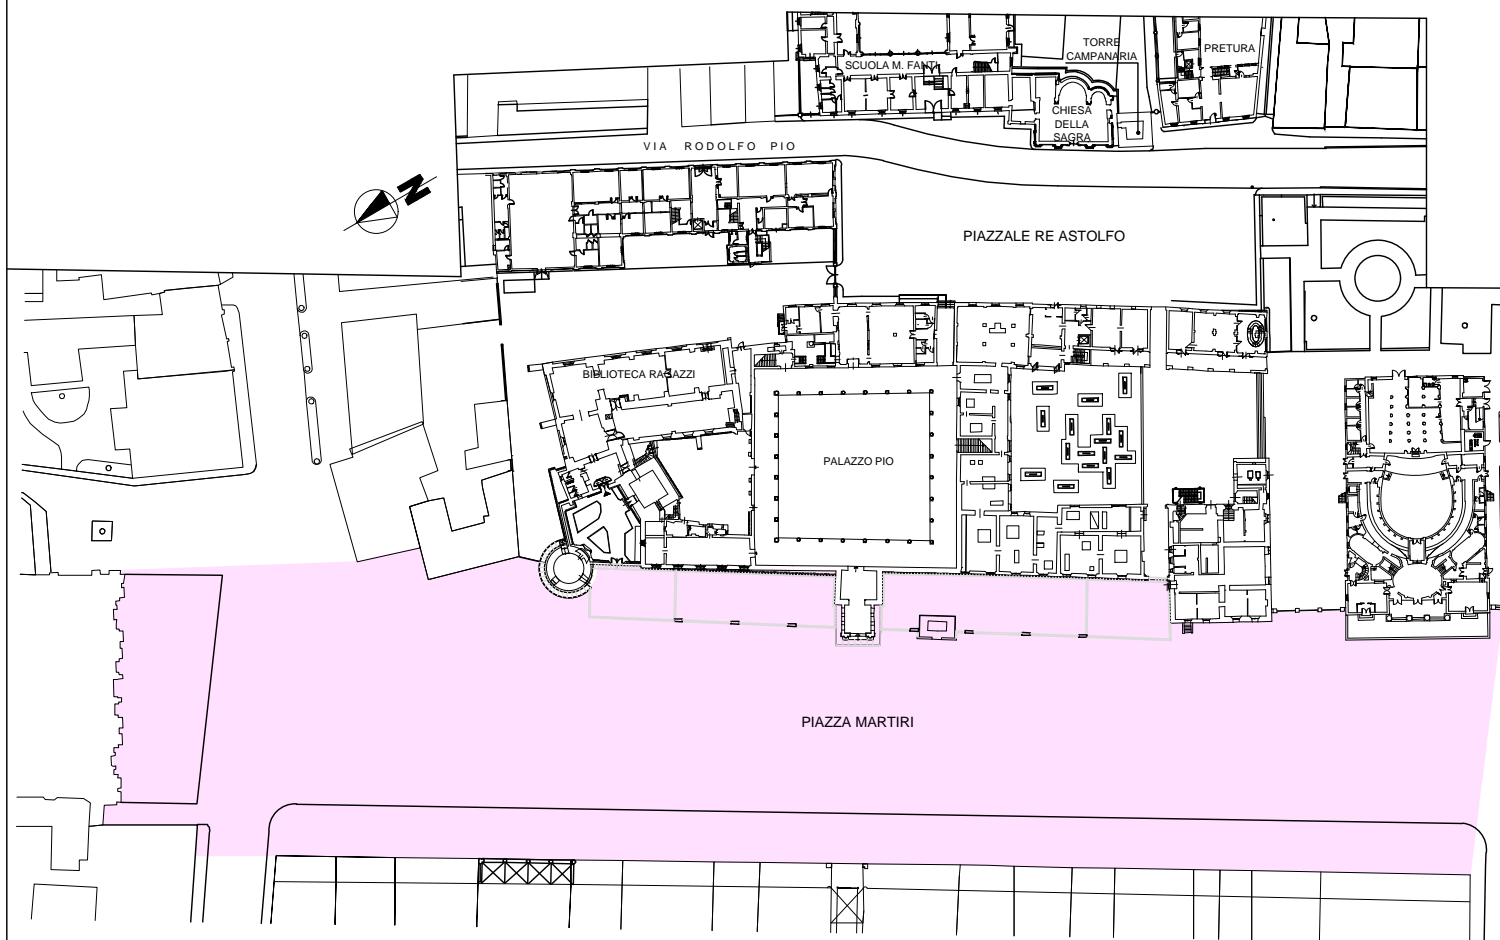 TORRE
CAMPANARIA
PRETURA
SCUOLA M. FANTI
CHIESA
DELLA
SAGRA
VIA RODOLFO PIO
N
PIAZZALE RE ASTOLFO
BIBLIOTECA RAGAZZI
PALAZZO PIO
PIAZZA MARTIRI